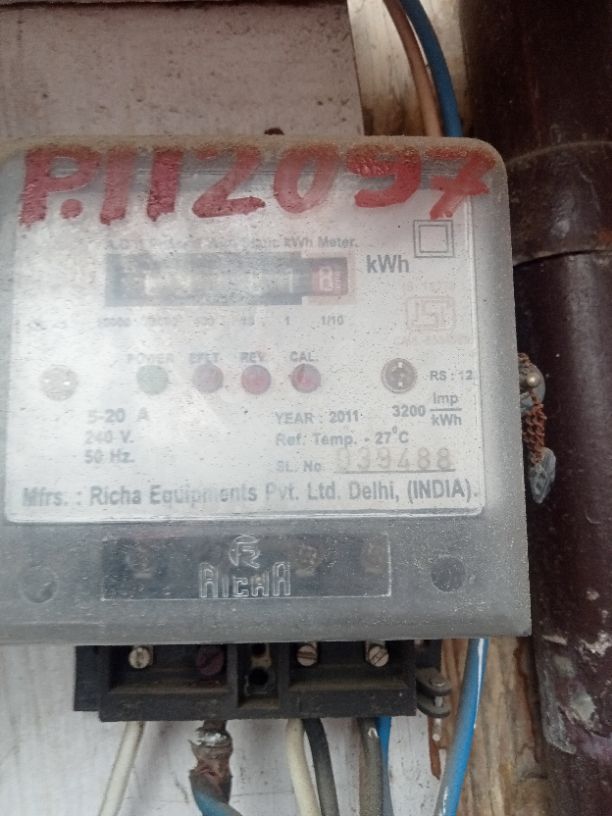 P.112097
kWh Meter.
kWh
1 1/10
POWER EFLT REV. CAL.
RS : 12
5-20 A
240 V.
50 Hz.
YEAR : 2011
3200 Imp/kWh
Ref. Temp. - 27°C
SL. No. 039488
Mfrs. : Richa Equipments Pvt. Ltd. Delhi, (INDIA).
RICHA